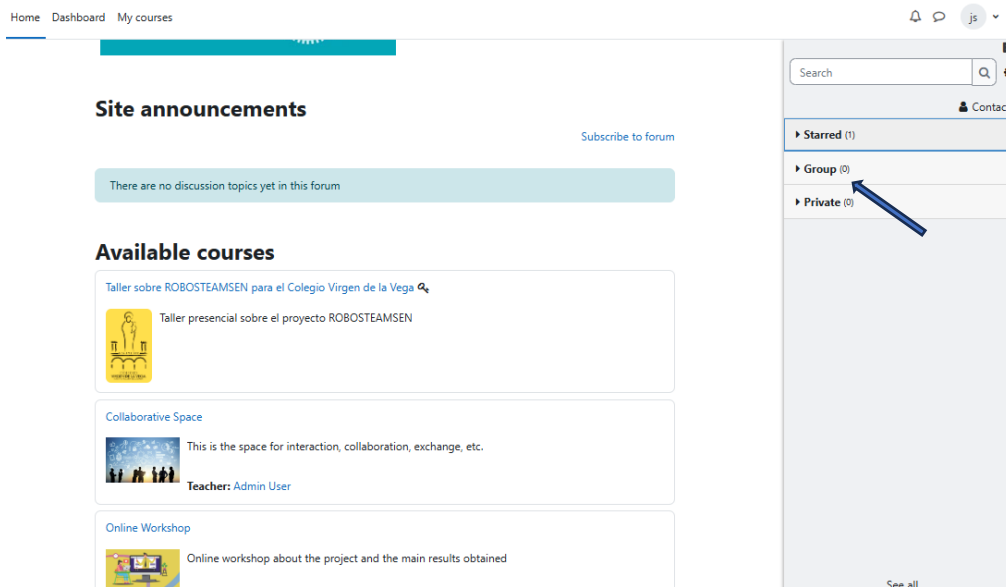 Home Dashboard My courses
js
Search
Site announcements
Contac
Subscribe to forum
Starred (1)
Group (0)
There are no discussion topics yet in this forum
Private (0)
Available courses
Taller sobre ROBOSTEAMSEN para el Colegio Virgen de la Vega
Taller presencial sobre el proyecto ROBOSTEAMSEN
Collaborative Space
This is the space for interaction, collaboration, exchange, etc.
Teacher: Admin User
Online Workshop
Online workshop about the project and the main results obtained
See all